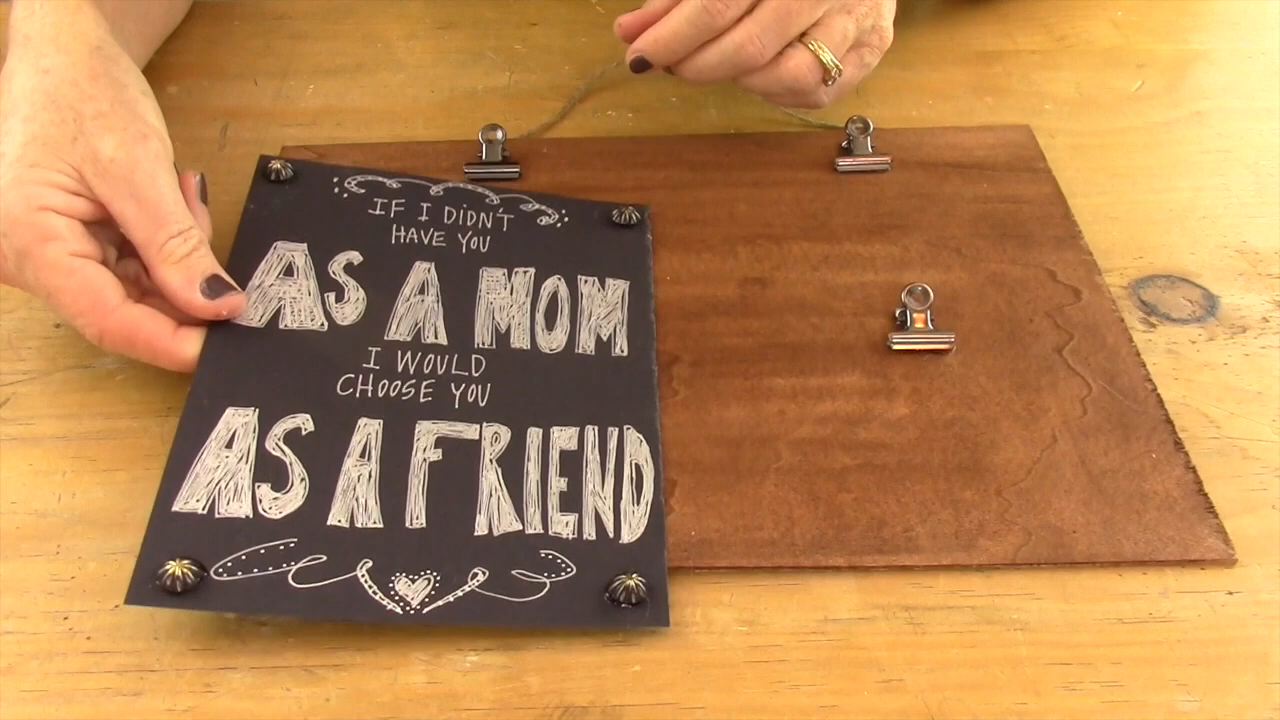 IF I DiDN'T
HAVE YOU
AS A MOM
I WOULD
CHOOSE YOU
AS A FRIEND